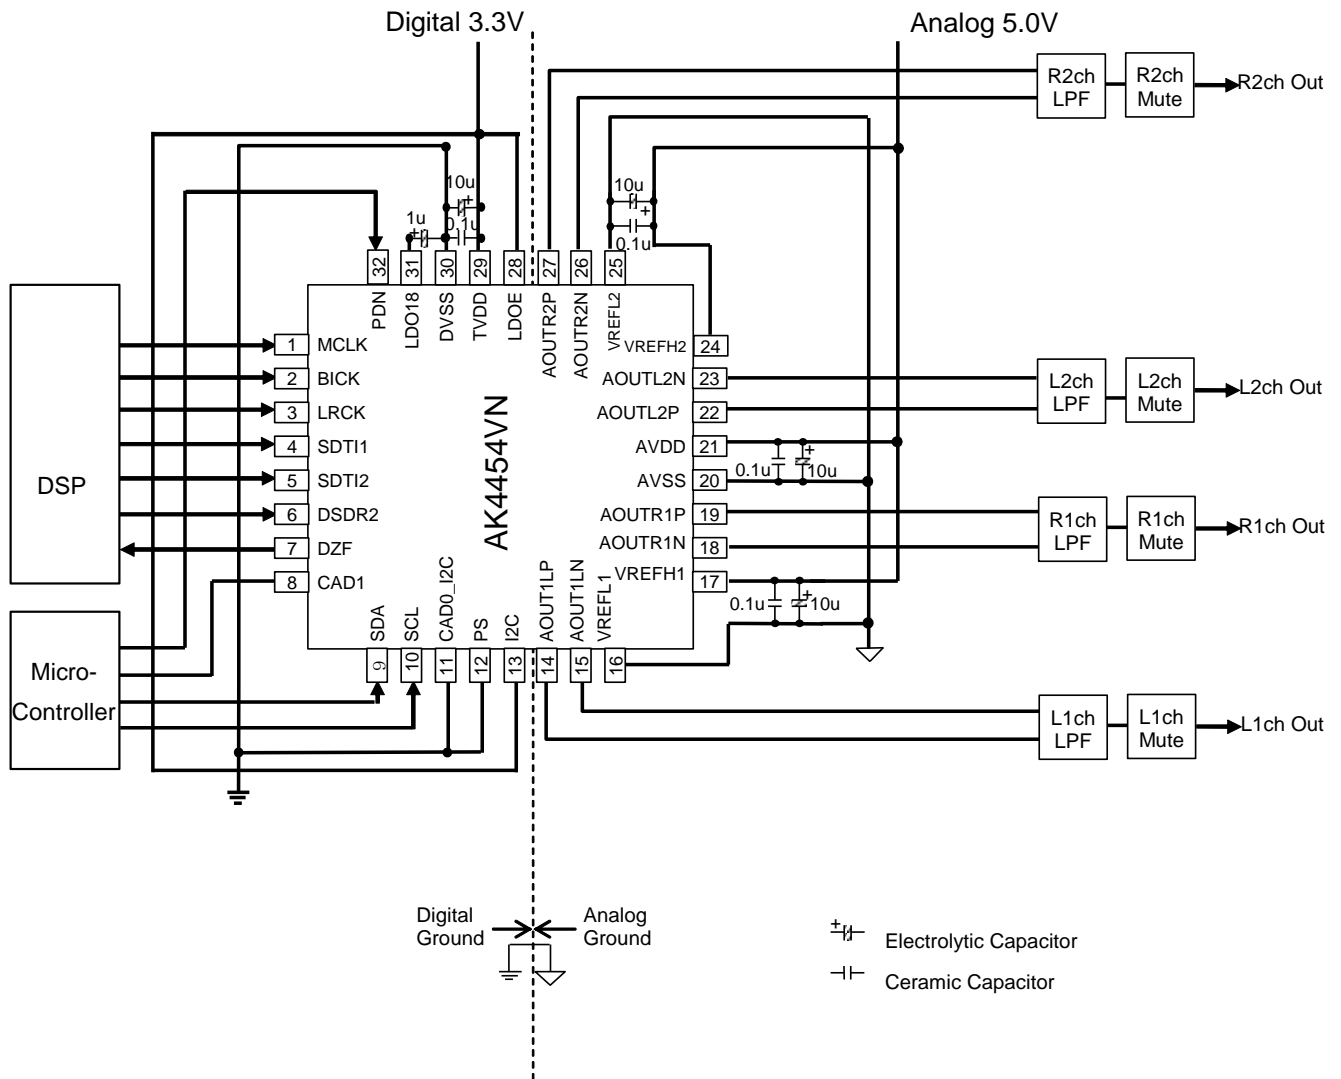 Digital 3.3V
Analog 5.0V
R2ch
LPF
R2ch
Mute
R2ch Out
10u
+
1u
+
0.1u
10u
+
0.1u
32
31
30
29
28
27
26
25
PDN
LDO18
DVSS
TVDD
LDOE
AOUTR2P
AOUTR2N
VREFL2
DSP
1
MCLK
2
BICK
3
LRCK
4
SDTI1
5
SDTI2
6
DSDR2
7
DZF
8
CAD1
AK4454VN
VREFH2
24
AOUTL2N
23
AOUTL2P
22
AVDD
21
AVSS
20
AOUTR1P
19
AOUTR1N
18
VREFH1
17
0.1u
+
10u
0.1u
+
10u
L2ch
LPF
L2ch
Mute
L2ch Out
R1ch
LPF
R1ch
Mute
R1ch Out
Micro-
Controller
SDA
SCL
CAD0_I2C
PS
I2C
AOUT1LP
AOUT1LN
VREFL1
9
10
11
12
13
14
15
16
L1ch
LPF
L1ch
Mute
L1ch Out
Digital
Ground
Analog
Ground
+
Electrolytic Capacitor
Ceramic Capacitor